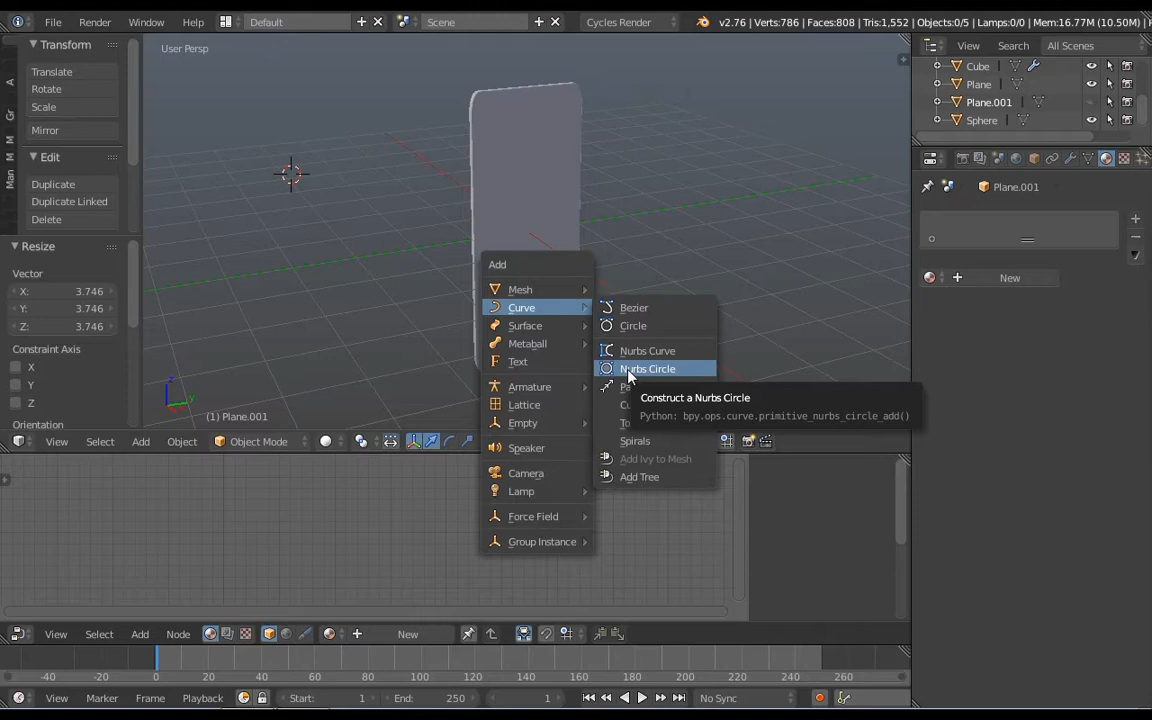 File Render Window Help Default Scene Cycles Render v2.76 | Verts:786 | Faces:808 | Tris:1,552 | Objects:0/5 | Lamps:0/0 | Mem:16.77M (10.50M)
Transform
Translate
Rotate
Scale
Mirror
Edit
Duplicate
Duplicate Linked
Delete
Resize
Vector
X: 3.746
Y: 3.746
Z: 3.746
Constraint Axis
X
Y
Z
Orientation
A
Gr
M
M
Man
User Persp
(1) Plane.001
View Select Add Object Object Mode
Add
Mesh
Curve
Surface
Metaball
Text
Armature
Lattice
Empty
Speaker
Camera
Lamp
Force Field
Group Instance
Bezier
Circle
Nurbs Curve
Nurbs Circle
Spirals
Add Ivy to Mesh
Add Tree
Construct a Nurbs Circle
Python: bpy.ops.curve.primitive_nurbs_circle_add()
View Search All Scenes
Cube
Plane
Plane.001
Sphere
Plane.001
New
View Select Add Node New
-40 -20 0 20 40 60 80 100 120 140 160 180 200 220 240 260
View Marker Frame Playback Start: 1 End: 250 1 No Sync